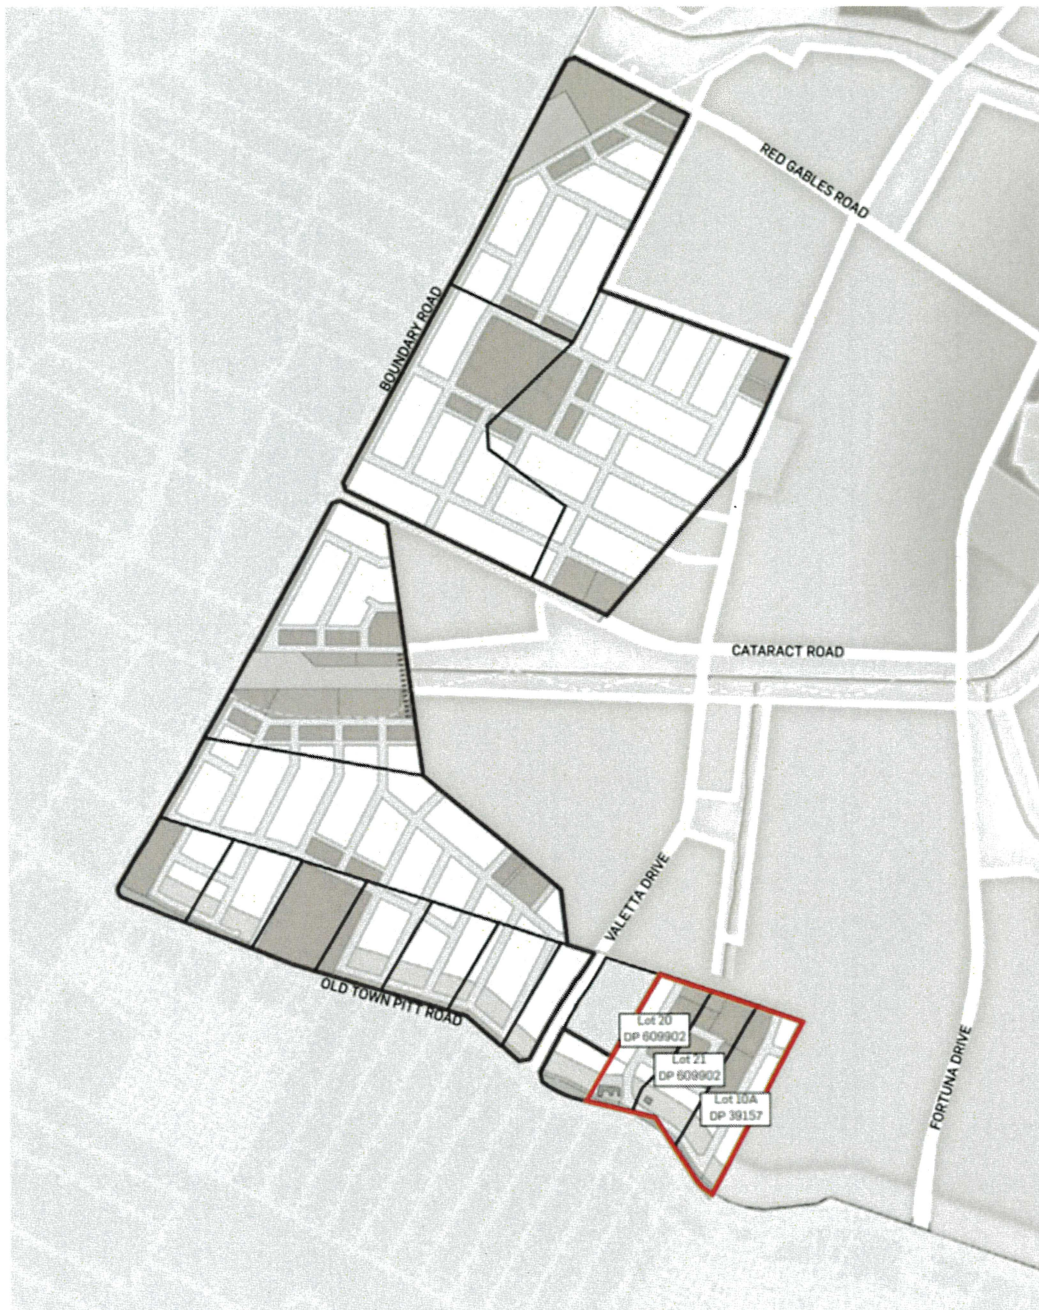 RED GABLES ROAD
BOUNDARY ROAD
CATARACT ROAD
VALETTA DRIVE
OLD TOWN PITT ROAD
Lot 20
DP 609902
Lot 21
DP 609902
Lot 10A
DP 39157
FORTUNA DRIVE